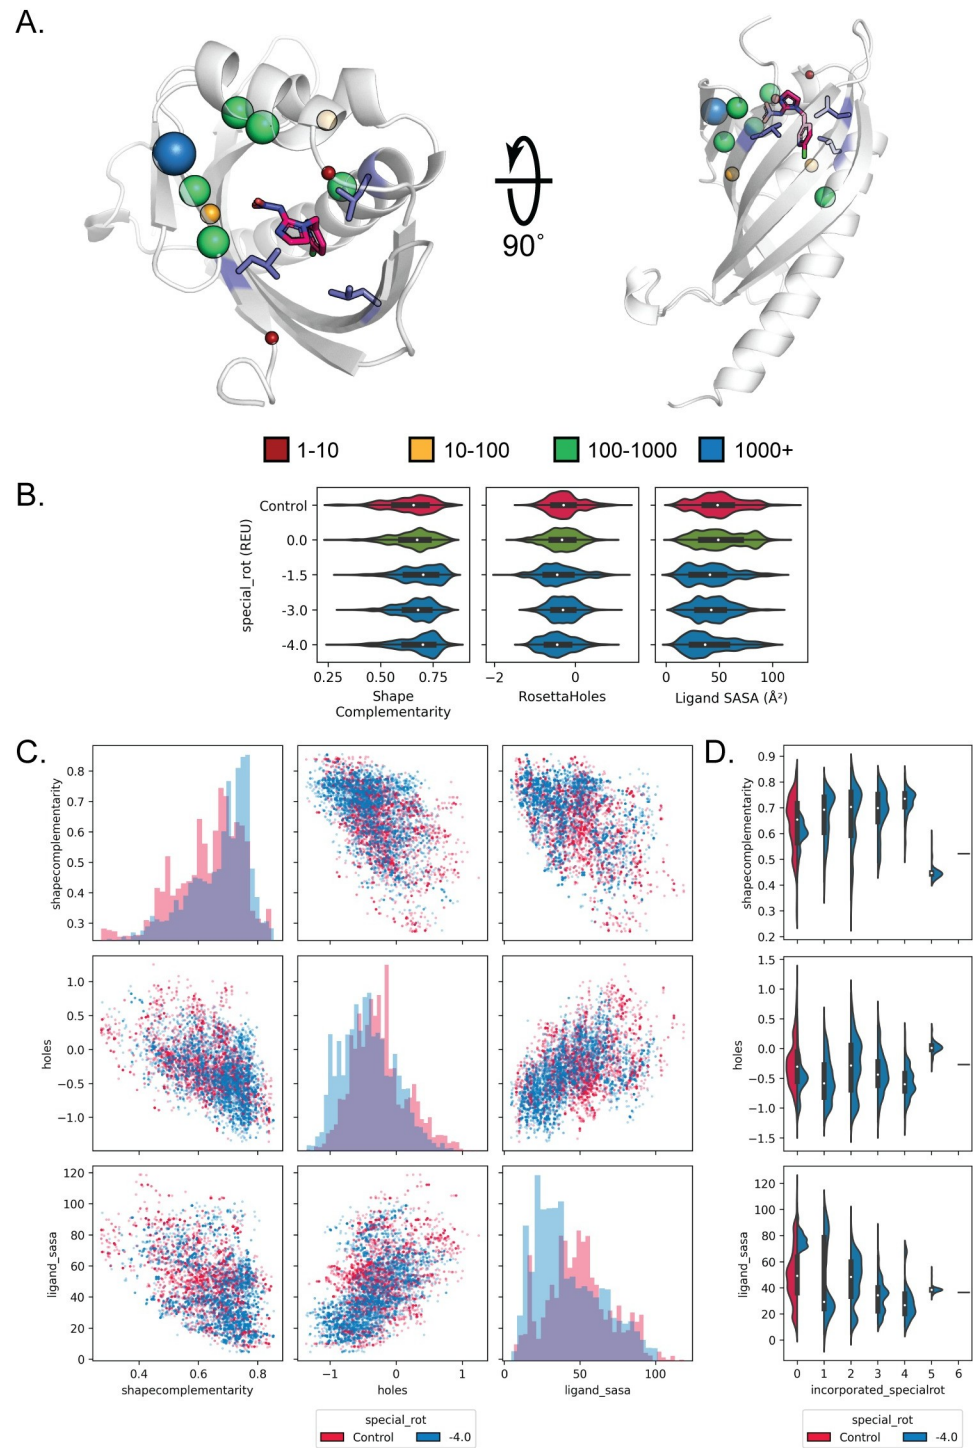 A.
90°
1-10 10-100 100-1000 1000+
B.
special_rot (REU)
Control
0.0
-1.5
-3.0
-4.0
0.25 0.50 0.75
Shape
Complementarity
−2 0
RosettaHoles
0 50 100
Ligand SASA (Å²)
C.
shapecomplementarity
0.8
0.7
0.6
0.5
0.4
0.3
holes
1.0
0.5
0.0
−0.5
−1.0
ligand_sasa
120
100
80
60
40
20
0
0.4 0.6 0.8
shapecomplementarity
−1 0 1
holes
50 100
ligand_sasa
special_rot
Control -4.0
D.
shapecomplementarity
0.9
0.8
0.7
0.6
0.5
0.4
0.3
0.2
holes
1.5
1.0
0.5
0.0
−0.5
−1.0
−1.5
ligand_sasa
120
100
80
60
40
20
0
0 1 2 3 4 5 6
incorporated_specialrot
special_rot
Control -4.0